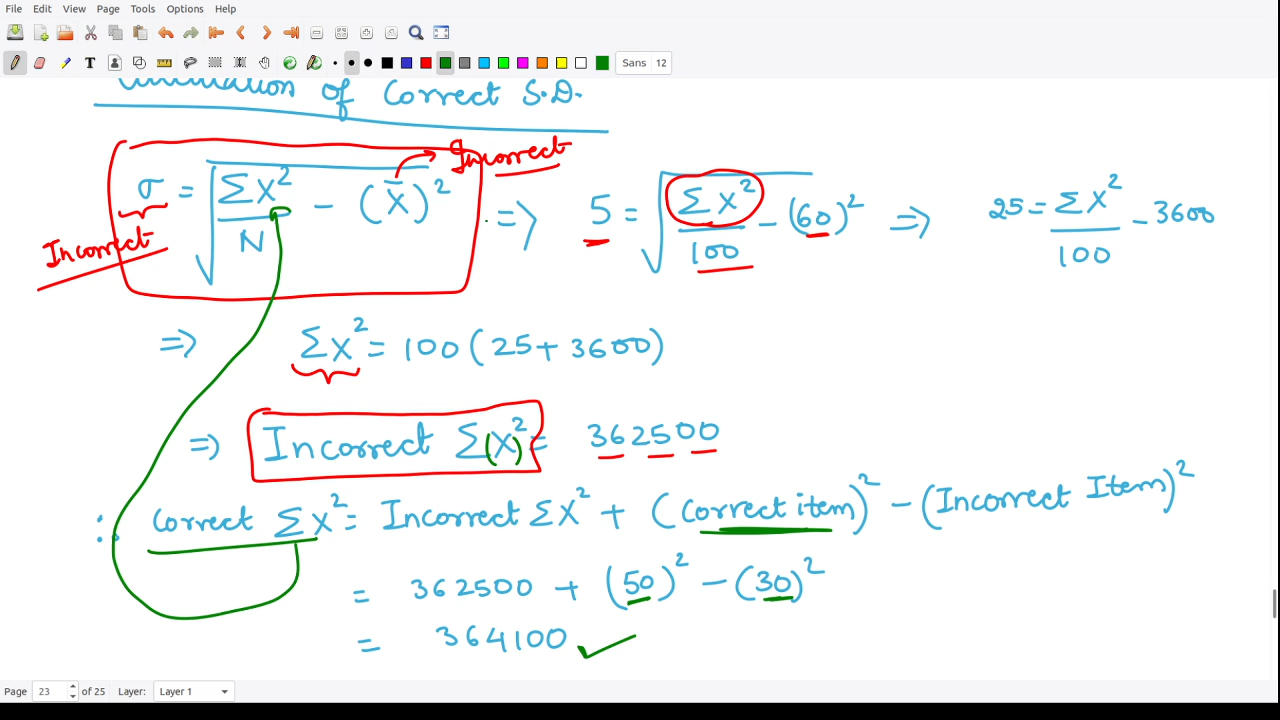 File Edit View Page Tools Options Help
T Sans 12
of Correct S.D.
Incorrect
σ = √(ΣX²/N - (X̄)²) => 5 = √(ΣX²/100 - (60)²) => 25 = ΣX²/100 - 3600
Incorrect
=> ΣX² = 100 (25 + 3600)
=> Incorrect Σ(X)² = 362500
∴ Correct ΣX² = Incorrect ΣX² + (Correct item)² - (Incorrect Item)²
= 362500 + (50)² - (30)²
= 364100 ✓
Page 23 of 25 Layer: Layer 1